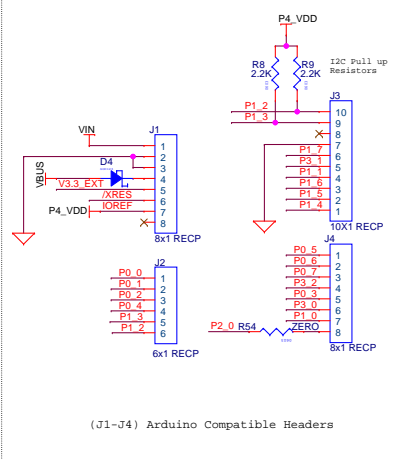 P4_VDD
R8
2.2K
R9
2.2K
I2C Pull up
Resistors
J3
P1_2
P1_3
10
9
8
7
P1_7 6
P3_1 5
P1_1 4
P1_6 3
P1_5 2
P1_4 1
10X1 RECP
J1
VIN 1
2
3
D4
VBUS
4
V3.3_EXT 5
/XRES 6
P4_VDD IOREF 7
8
8x1 RECP
J2
P0_0 1
P0_1 2
P0_2 3
P0_4 4
P1_3 5
P1_2 6
6x1 RECP
J4
P0_5 1
P0_6 2
P0_7 3
P3_2 4
P0_3 5
P3_0 6
P1_0 7
P2_0 R54 ZERO 8
8x1 RECP
(J1-J4) Arduino Compatible Headers